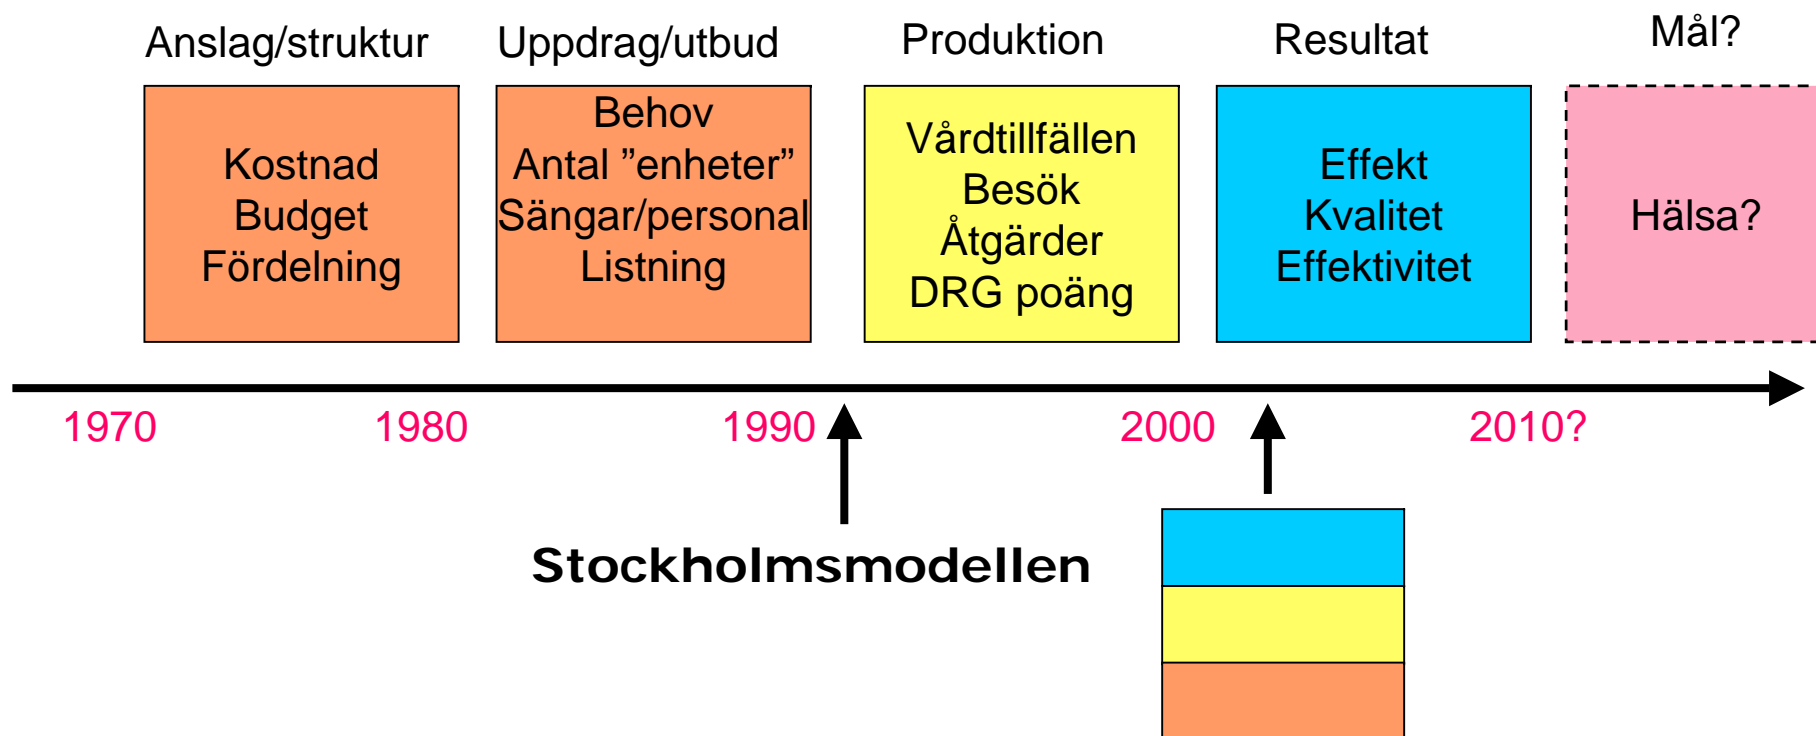 Anslag/struktur
Uppdrag/utbud
Produktion
Resultat
Mål?
Kostnad
Budget
Fördelning
Behov
Antal ”enheter”
Sängar/personal
Listning
Vårdtillfällen
Besök
Åtgärder
DRG poäng
Effekt
Kvalitet
Effektivitet
Hälsa?
1970
1980
1990
2000
2010?
Stockholmsmodellen